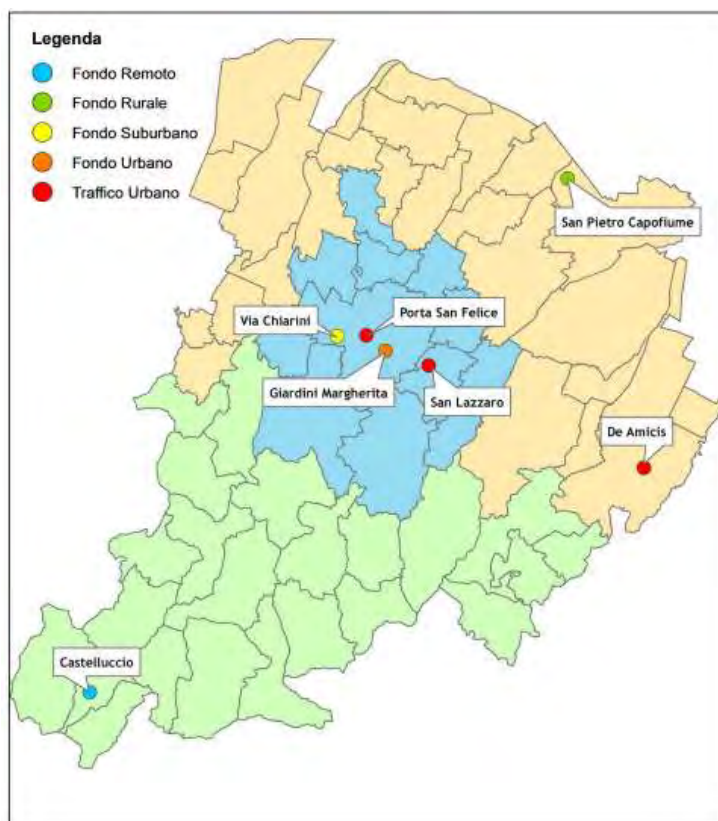 Legenda
Fondo Remoto
Fondo Rurale
Fondo Suburbano
Fondo Urbano
Traffico Urbano
San Pietro Capofiume
Via Chiarini
Porta San Felice
Giardini Margherita
San Lazzaro
De Amicis
Castelluccio